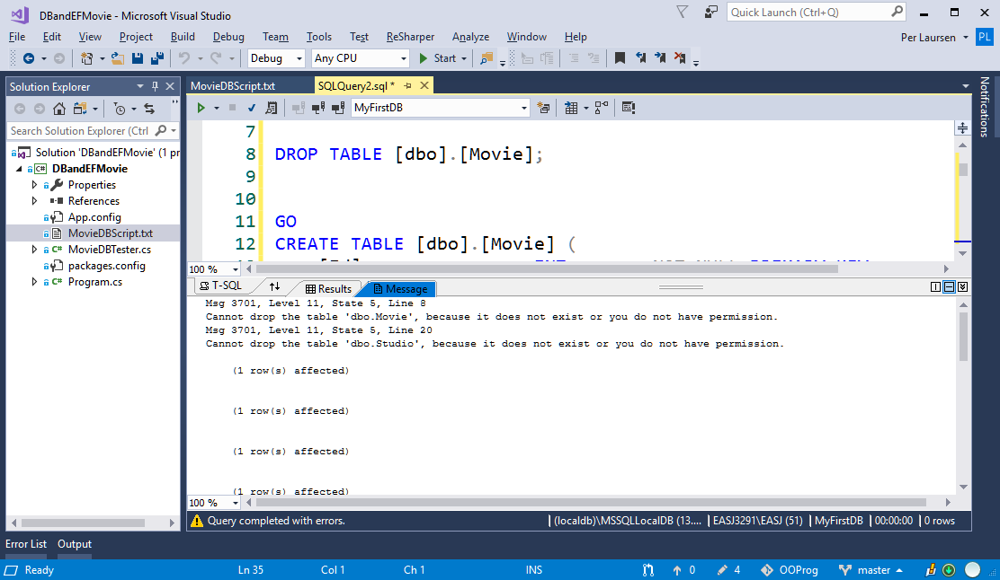 DBandEFMovie - Microsoft Visual Studio
Quick Launch (Ctrl+Q)
File Edit View Project Build Debug Team Tools Test ReSharper Analyze Window Help
Per Laursen PL
Debug Any CPU Start
Solution Explorer
MovieDBScript.txt SQLQuery2.sql *
Notifications
MyFirstDB
Search Solution Explorer (Ctrl
Solution 'DBandEFMovie' (1 pr
C# DBandEFMovie
Properties
References
App.config
MovieDBScript.txt
C# MovieDBTester.cs
packages.config
C# Program.cs
7
8 DROP TABLE [dbo].[Movie];
9
10
11 GO
12 CREATE TABLE [dbo].[Movie] (
100 %
T-SQL Results Message
Msg 3701, Level 11, State 5, Line 8
Cannot drop the table 'dbo.Movie', because it does not exist or you do not have permission.
Msg 3701, Level 11, State 5, Line 20
Cannot drop the table 'dbo.Studio', because it does not exist or you do not have permission.
(1 row(s) affected)
(1 row(s) affected)
(1 row(s) affected)
(1 row(s) affected)
100 %
Query completed with errors. (localdb)\MSSQLLocalDB (13.... EASJ3291\EASJ (51) MyFirstDB 00:00:00 0 rows
Error List Output
Ready Ln 35 Col 1 Ch 1 INS 0 4 OOProg master